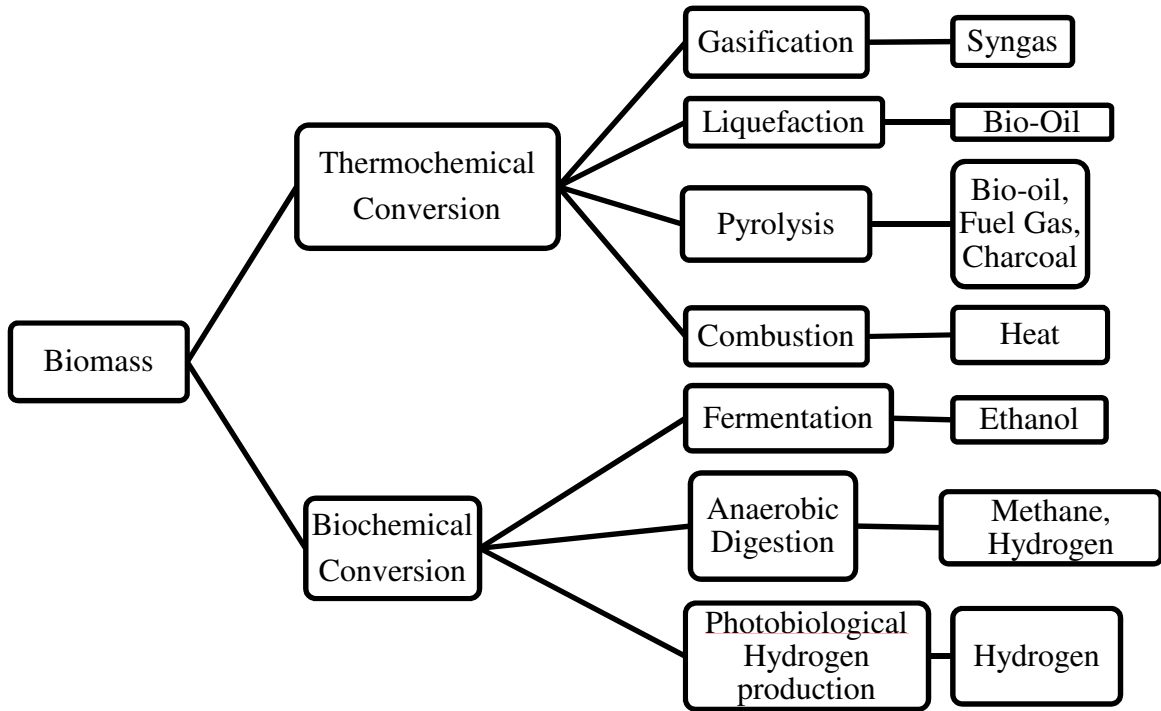 Gasification
Syngas
Liquefaction
Bio-Oil
Thermochemical
Conversion
Pyrolysis
Bio-oil,
Fuel Gas,
Charcoal
Combustion
Heat
Biomass
Fermentation
Ethanol
Biochemical
Conversion
Anaerobic
Digestion
Methane,
Hydrogen
Photobiological
Hydrogen
production
Hydrogen